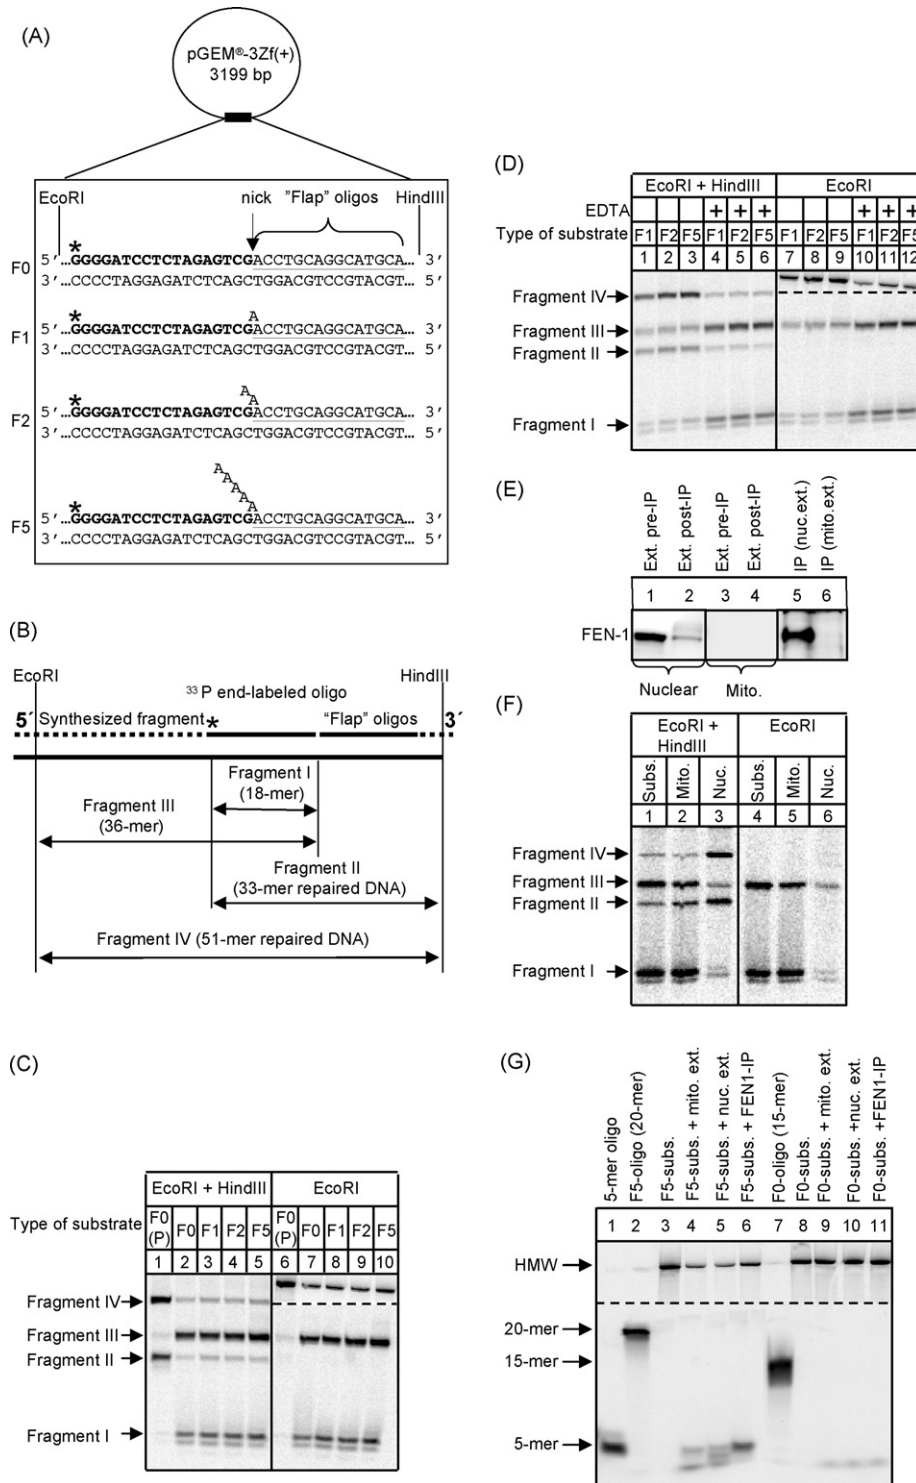 (A)
pGEM®-3Zf(+)
3199 bp
EcoRI
nick
"Flap" oligos
HindIII
F0
*
5′ …GGGGATCCTCTAGAGTCGACCTGCAGGCATGCA… 3′
3′ …CCCCTAGGAGATCTCAGCTGGACGTCCGTACGT… 5′
F1
*
A
5′ …GGGGATCCTCTAGAGTCGACCTGCAGGCATGCA… 3′
3′ …CCCCTAGGAGATCTCAGCTGGACGTCCGTACGT… 5′
F2
*
A
A
5′ …GGGGATCCTCTAGAGTCGACCTGCAGGCATGCA… 3′
3′ …CCCCTAGGAGATCTCAGCTGGACGTCCGTACGT… 5′
F5
*
A
A
A
A
A
5′ …GGGGATCCTCTAGAGTCGACCTGCAGGCATGCA… 3′
3′ …CCCCTAGGAGATCTCAGCTGGACGTCCGTACGT… 5′
(B)
EcoRI
HindIII
33 P end-labeled oligo
5´ Synthesized fragment * "Flap" oligos 3´
Fragment I
(18-mer)
Fragment III
(36-mer)
Fragment II
(33-mer repaired DNA)
Fragment IV (51-mer repaired DNA)
(C)
EcoRI + HindIII EcoRI
Type of substrate F0 (P) F0 F1 F2 F5 F0 (P) F0 F1 F2 F5
1 2 3 4 5 6 7 8 9 10
Fragment IV
Fragment III
Fragment II
Fragment I
(D)
EcoRI + HindIII EcoRI
EDTA + + + + + +
Type of substrate F1 F2 F5 F1 F2 F5 F1 F2 F5 F1 F2 F5
1 2 3 4 5 6 7 8 9 10 11 12
Fragment IV
Fragment III
Fragment II
Fragment I
(E)
Ext. pre-IP
Ext. post-IP
Ext. pre-IP
Ext. post-IP
IP (nuc.ext.)
IP (mito.ext.)
1 2 3 4 5 6
FEN-1
Nuclear Mito.
(F)
EcoRI + HindIII EcoRI
Subs. Mito. Nuc. Subs. Mito. Nuc.
1 2 3 4 5 6
Fragment IV
Fragment III
Fragment II
Fragment I
(G)
5-mer oligo
F5-oligo (20-mer)
F5-subs.
F5-subs. + mito. ext.
F5-subs. + nuc. ext.
F5-subs. + FEN1-IP
F0-oligo (15-mer)
F0-subs.
F0-subs. + mito. ext.
F0-subs. +nuc. ext.
F0-subs. +FEN1-IP
1 2 3 4 5 6 7 8 9 10 11
HMW
20-mer
15-mer
5-mer